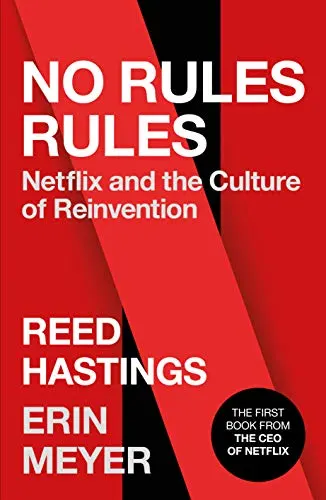 NO RULES
RULES
Netflix and the Culture
of Reinvention
REED
HASTINGS
ERIN
MEYER
THE FIRST
BOOK FROM
THE CEO
OF NETFLIX